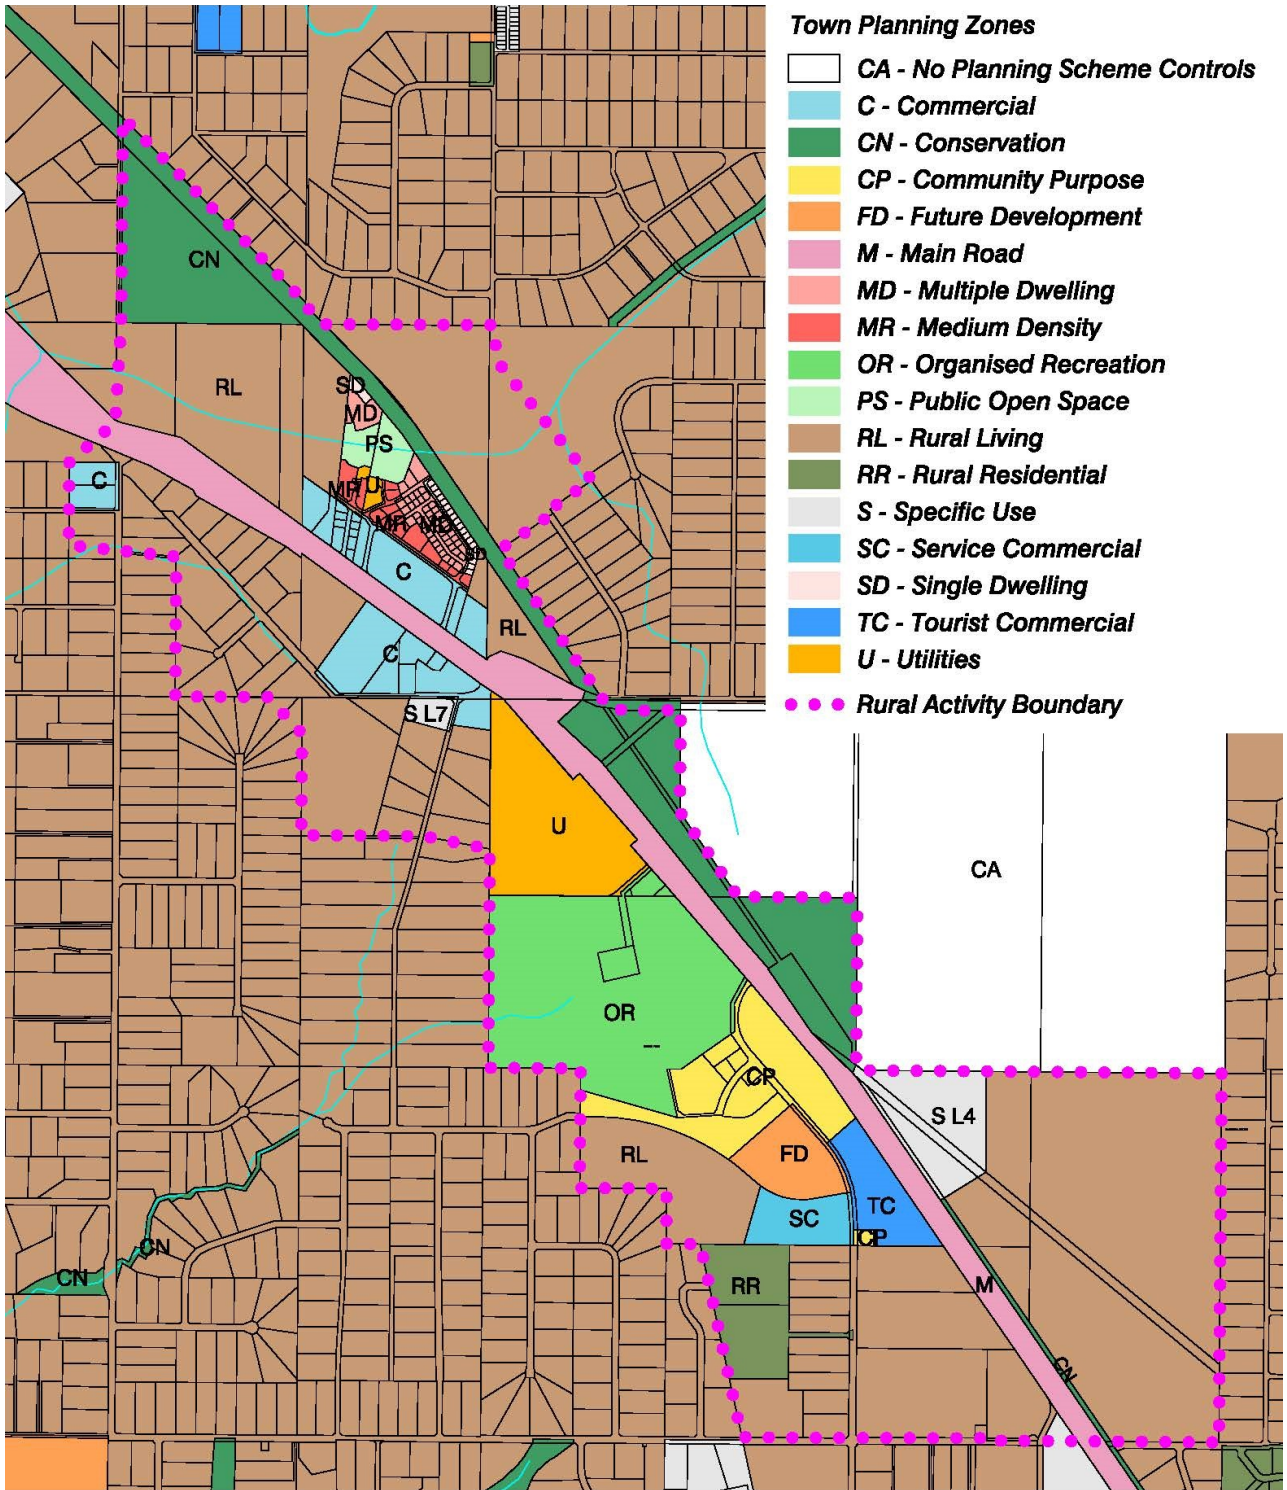 Town Planning Zones
CA - No Planning Scheme Controls
C - Commercial
CN - Conservation
CP - Community Purpose
FD - Future Development
M - Main Road
MD - Multiple Dwelling
MR - Medium Density
OR - Organised Recreation
PS - Public Open Space
RL - Rural Living
RR - Rural Residential
S - Specific Use
SC - Service Commercial
SD - Single Dwelling
TC - Tourist Commercial
U - Utilities
Rural Activity Boundary
CN
RL
SD
MD
PS
C
MR
U
MR
MD
SD
C
RL
C
S L7
U
CA
OR
CP
S L4
RL
FD
TC
SC
CP
CN
CN
RR
M
CN